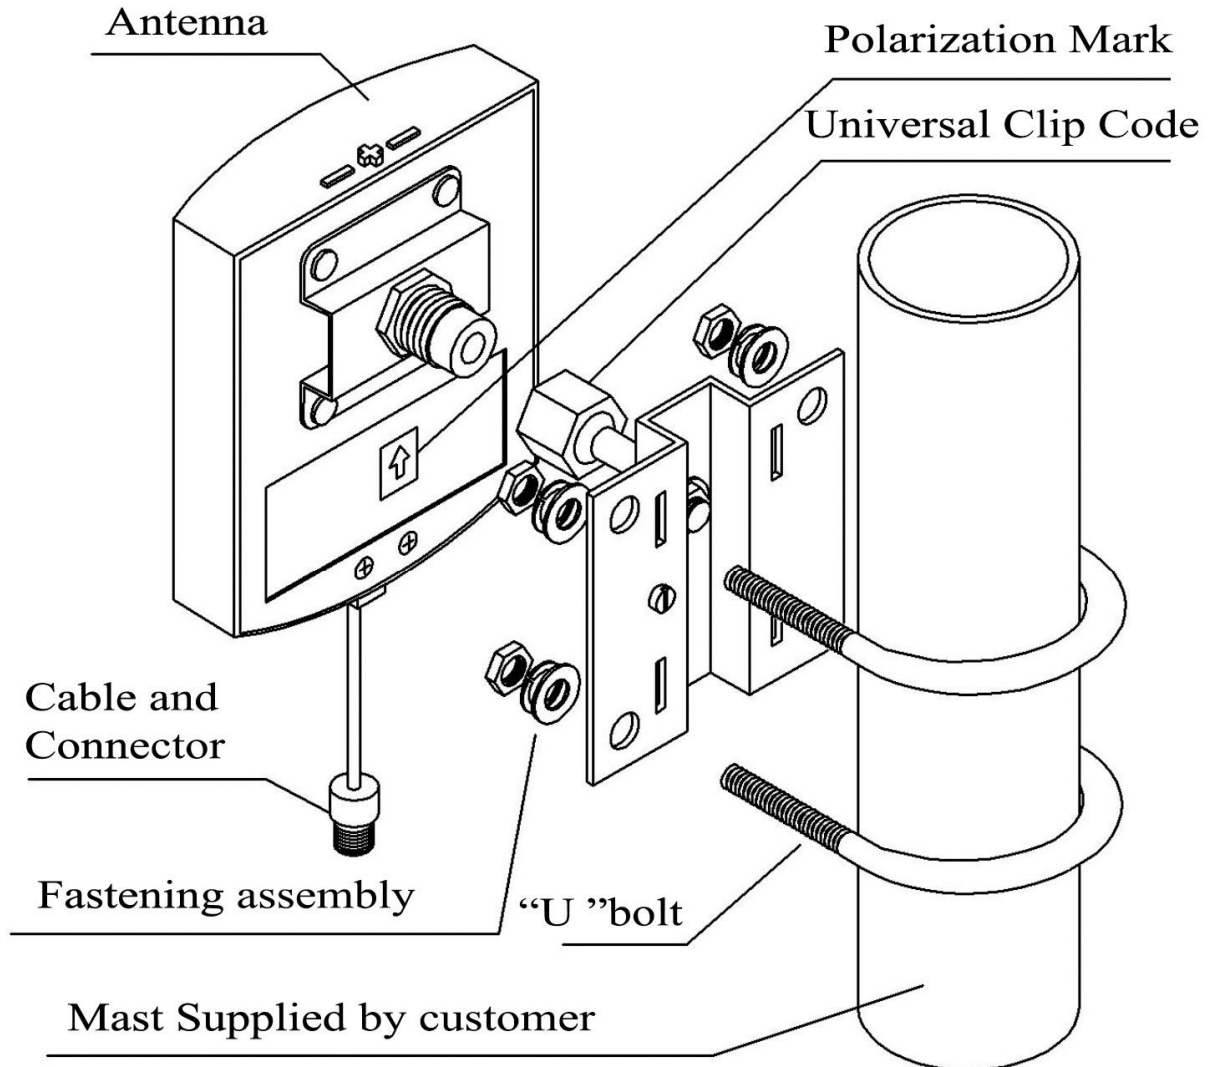 Antenna
Polarization Mark
Universal Clip Code
Cable and
Connector
Fastening assembly
“U ”bolt
Mast Supplied by customer